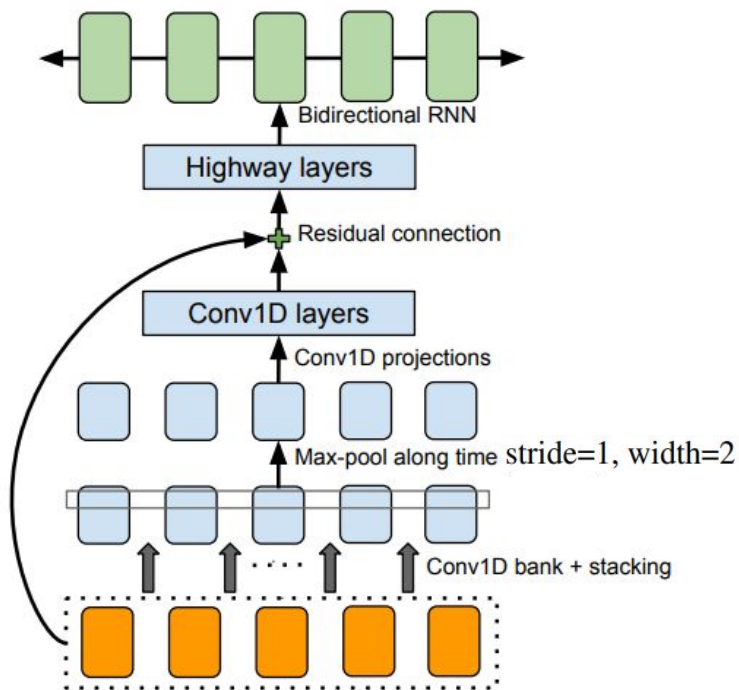 Bidirectional RNN
Highway layers
Residual connection
Conv1D layers
Conv1D projections
Max-pool along time stride=1, width=2
Conv1D bank + stacking